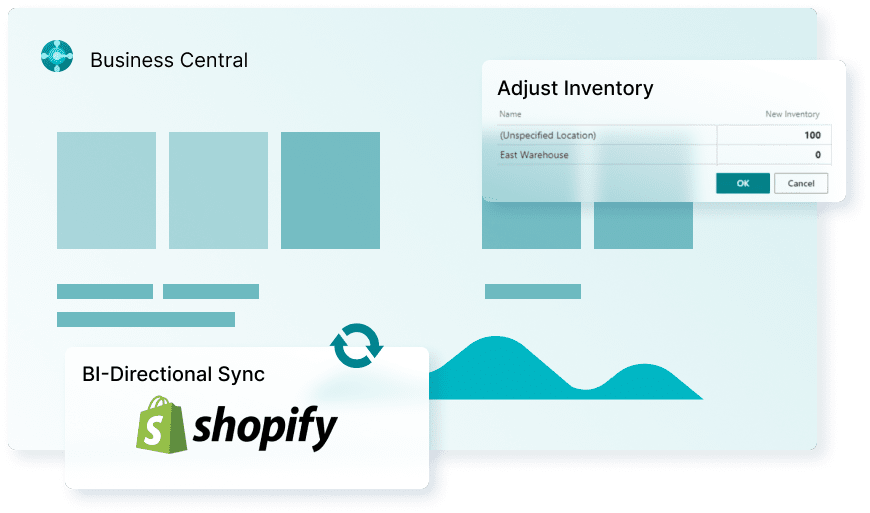 Business Central
Adjust Inventory
Name New Inventory
(Unspecified Location) 100
East Warehouse 0
OK Cancel
BI-Directional Sync
S shopify